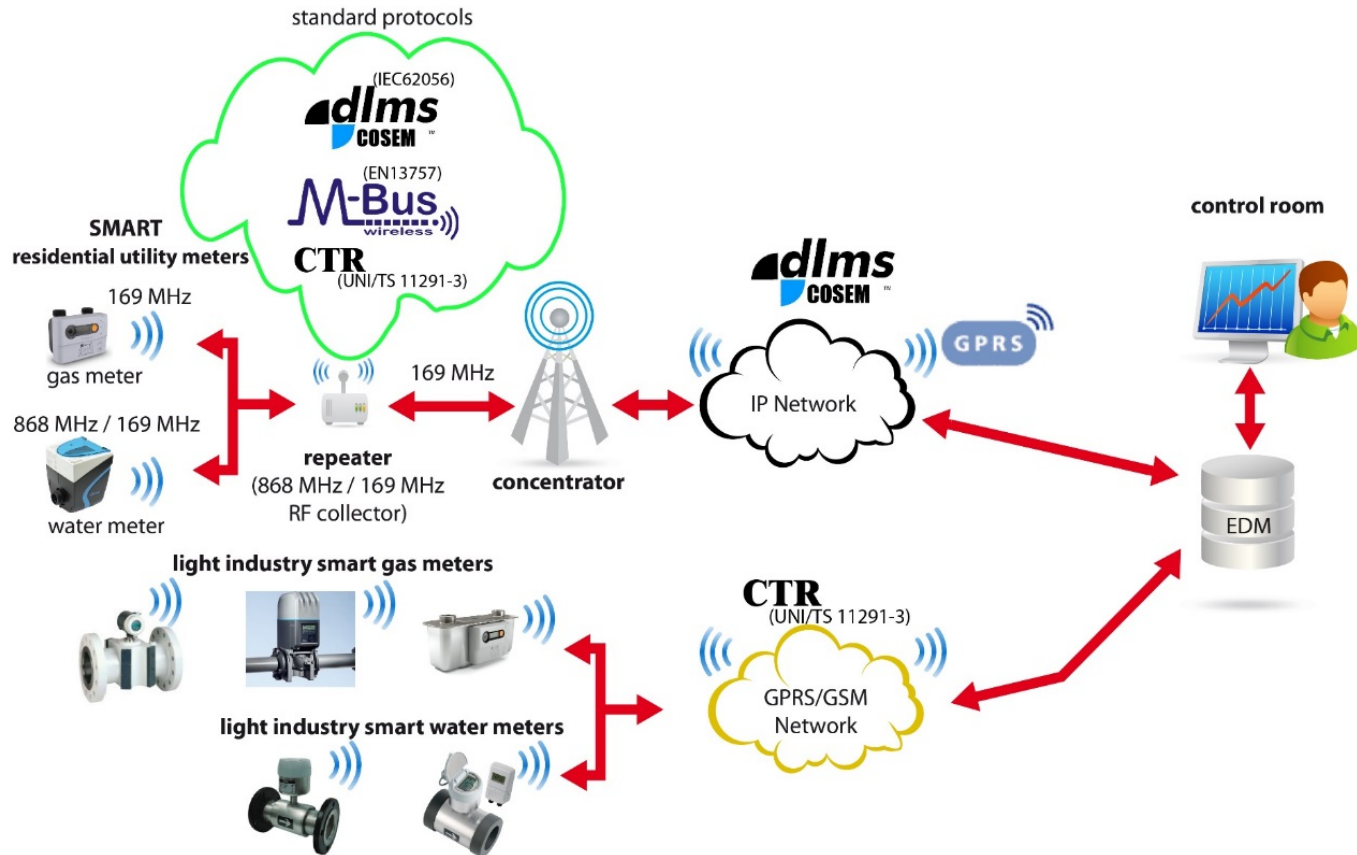 standard protocols
(IEC62056)
dlms
COSEM ™
(EN13757)
M-Bus
wireless
CTR
(UNI/TS 11291-3)
SMART
residential utility meters
169 MHz
gas meter
868 MHz / 169 MHz
water meter
repeater
(868 MHz / 169 MHz
RF collector)
169 MHz
concentrator
dlms
COSEM ™
GPRS
IP Network
control room
EDM
light industry smart gas meters
light industry smart water meters
CTR
(UNI/TS 11291-3)
GPRS/GSM
Network